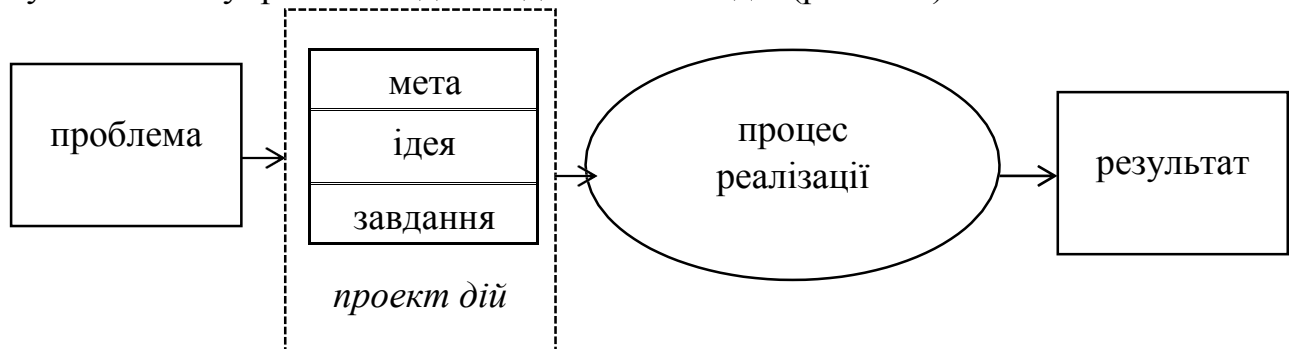 проблема
мета
ідея
завдання
проект дій
процес
реалізації
результат